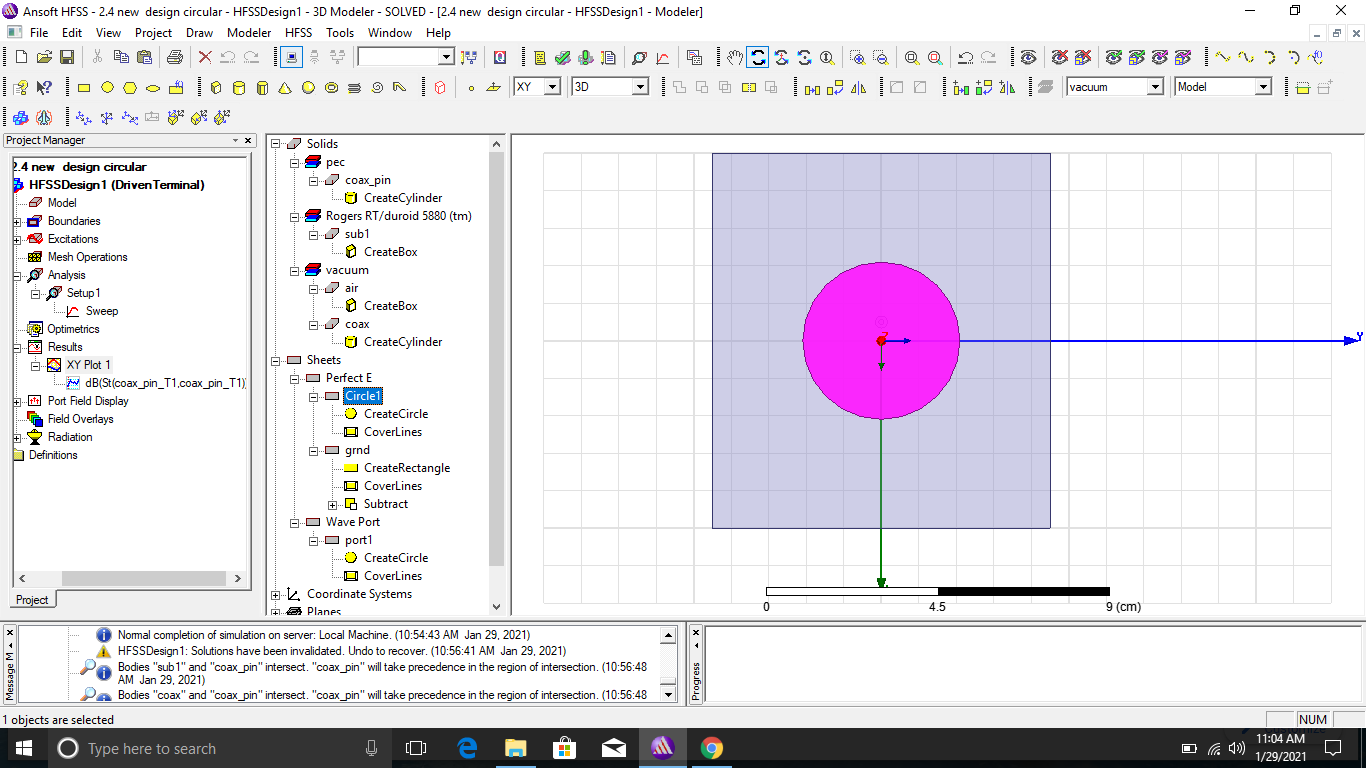 Ansoft HFSS - 2.4 new  design circular - HFSSDesign1 - 3D Modeler - SOLVED - [2.4 new  design circular - HFSSDesign1 - Modeler]
File Edit View Project Draw Modeler HFSS Tools Window Help
XY 3D vacuum Model
Project Manager
2.4 new  design circular
HFSSDesign1 (DrivenTerminal)
Model
Boundaries
Excitations
Mesh Operations
Analysis
Setup1
Sweep
Optimetrics
Results
XY Plot 1
dB(St(coax_pin_T1,coax_pin_T1))
Port Field Display
Field Overlays
Radiation
Definitions
Project
Solids
pec
coax_pin
CreateCylinder
Rogers RT/duroid 5880 (tm)
sub1
CreateBox
vacuum
air
CreateBox
coax
CreateCylinder
Sheets
Perfect E
Circle1
CreateCircle
CoverLines
grnd
CreateRectangle
CoverLines
Subtract
Wave Port
port1
CreateCircle
CoverLines
Coordinate Systems
Planes
Z
Y
0 4.5 9 (cm)
Message M
Normal completion of simulation on server: Local Machine. (10:54:43 AM  Jan 29, 2021)
HFSSDesign1: Solutions have been invalidated. Undo to recover. (10:56:41 AM  Jan 29, 2021)
Bodies "sub1" and "coax_pin" intersect. "coax_pin" will take precedence in the region of intersection. (10:56:48
AM  Jan 29, 2021)
Bodies "coax" and "coax_pin" intersect. "coax_pin" will take precedence in the region of intersection. (10:56:48
Progress
1 objects are selected
NUM
Type here to search
11:04 AM
1/29/2021